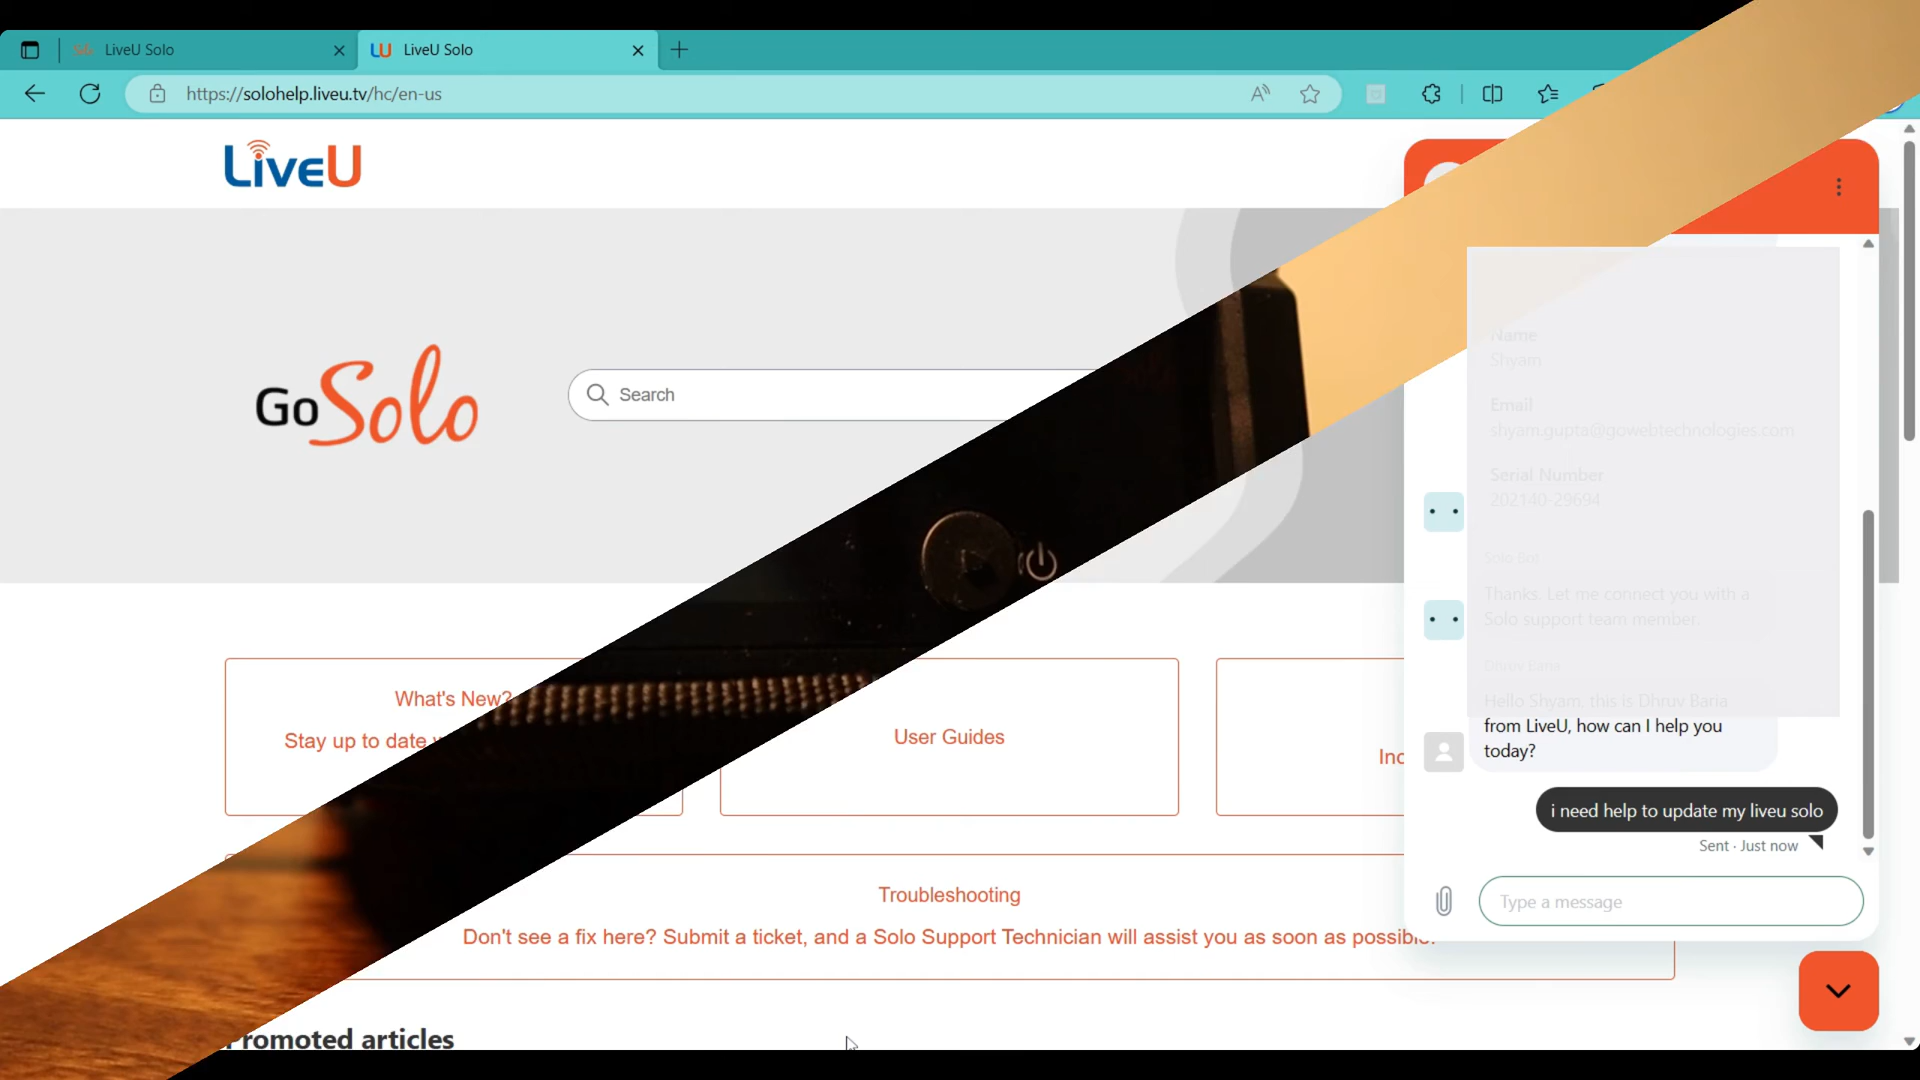 LiveU Solo
LiveU Solo
https://solohelp.liveu.tv/hc/en-us
LiveU
Go Solo
Search
What's New?
Stay up to date
User Guides
Troubleshooting
Don't see a fix here? Submit a ticket, and a Solo Support Technician will assist you as soon as possible.
Promoted articles
Name
Shyam
Email
shyam.gupta@gowebtechnologies.com
Serial Number
202140-29694
Solo Bot
Thanks. Let me connect you with a
Solo support team member.
Dhruv Baria
Hello Shyam, this is Dhruv Baria
from LiveU, how can I help you
today?
i need help to update my liveu solo
Sent · Just now
Type a message